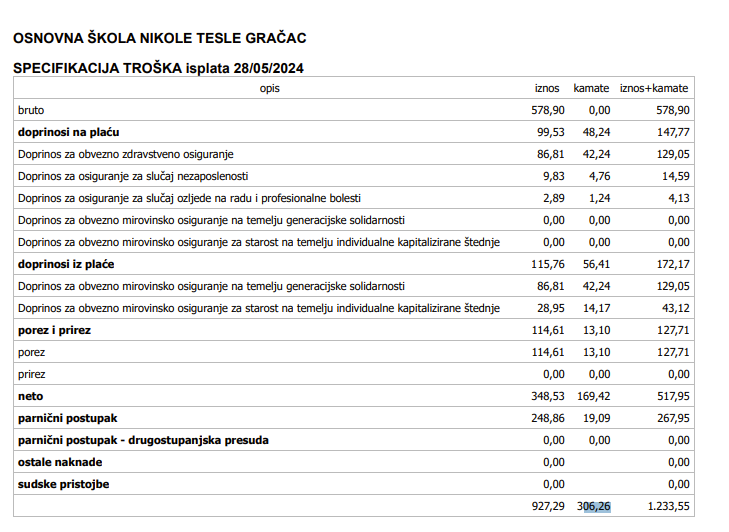 OSNOVNA ŠKOLA NIKOLE TESLE GRAČAC
SPECIFIKACIJA TROŠKA isplata 28/05/2024
opis iznos kamate iznos+kamate
bruto 578,90 0,00 578,90
doprinosi na plaću 99,53 48,24 147,77
Doprinos za obvezno zdravstveno osiguranje 86,81 42,24 129,05
Doprinos za osiguranje za slučaj nezaposlenosti 9,83 4,76 14,59
Doprinos za osiguranje za slučaj ozljede na radu i profesionalne bolesti 2,89 1,24 4,13
Doprinos za obvezno mirovinsko osiguranje na temelju generacijske solidarnosti 0,00 0,00 0,00
Doprinos za obvezno mirovinsko osiguranje za starost na temelju individualne kapitalizirane štednje 0,00 0,00 0,00
doprinosi iz plaće 115,76 56,41 172,17
Doprinos za obvezno mirovinsko osiguranje na temelju generacijske solidarnosti 86,81 42,24 129,05
Doprinos za obvezno mirovinsko osiguranje za starost na temelju individualne kapitalizirane štednje 28,95 14,17 43,12
porez i prirez 114,61 13,10 127,71
porez 114,61 13,10 127,71
prirez 0,00 0,00 0,00
neto 348,53 169,42 517,95
parnični postupak 248,86 19,09 267,95
parnični postupak - drugostupanjska presuda 0,00 0,00 0,00
ostale naknade 0,00 0,00
sudske pristojbe 0,00 0,00
927,29 306,26 1.233,55